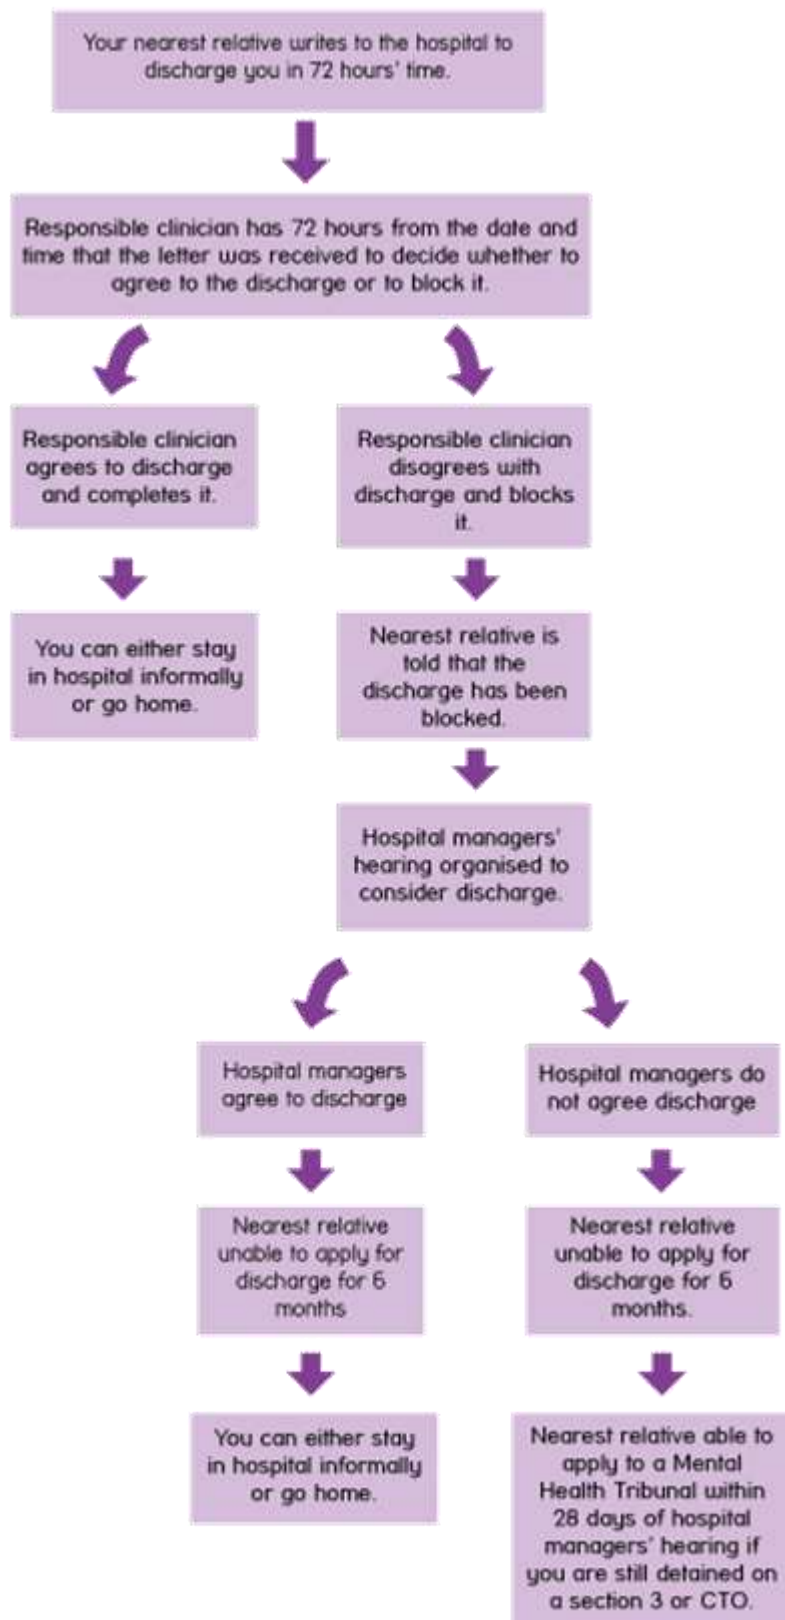 Your nearest relative writes to the hospital to
discharge you in 72 hours' time.
Responsible clinician has 72 hours from the date and
time that the letter was received to decide whether to
agree to the discharge or to block it.
Responsible clinician
agrees to discharge
and completes it.
You can either stay
in hospital informally
or go home.
Responsible clinician
disagrees with
discharge and blocks
it.
Nearest relative is
told that the
discharge has been
blocked.
Hospital managers'
hearing organised to
consider discharge.
Hospital managers
agree to discharge
Nearest relative
unable to apply for
discharge for 6
months
You can either stay
in hospital informally
or go home.
Hospital managers do
not agree discharge
Nearest relative
unable to apply for
discharge for 6
months.
Nearest relative able to
apply to a Mental
Health Tribunal within
28 days of hospital
managers' hearing if
you are still detained on
a section 3 or CTO.